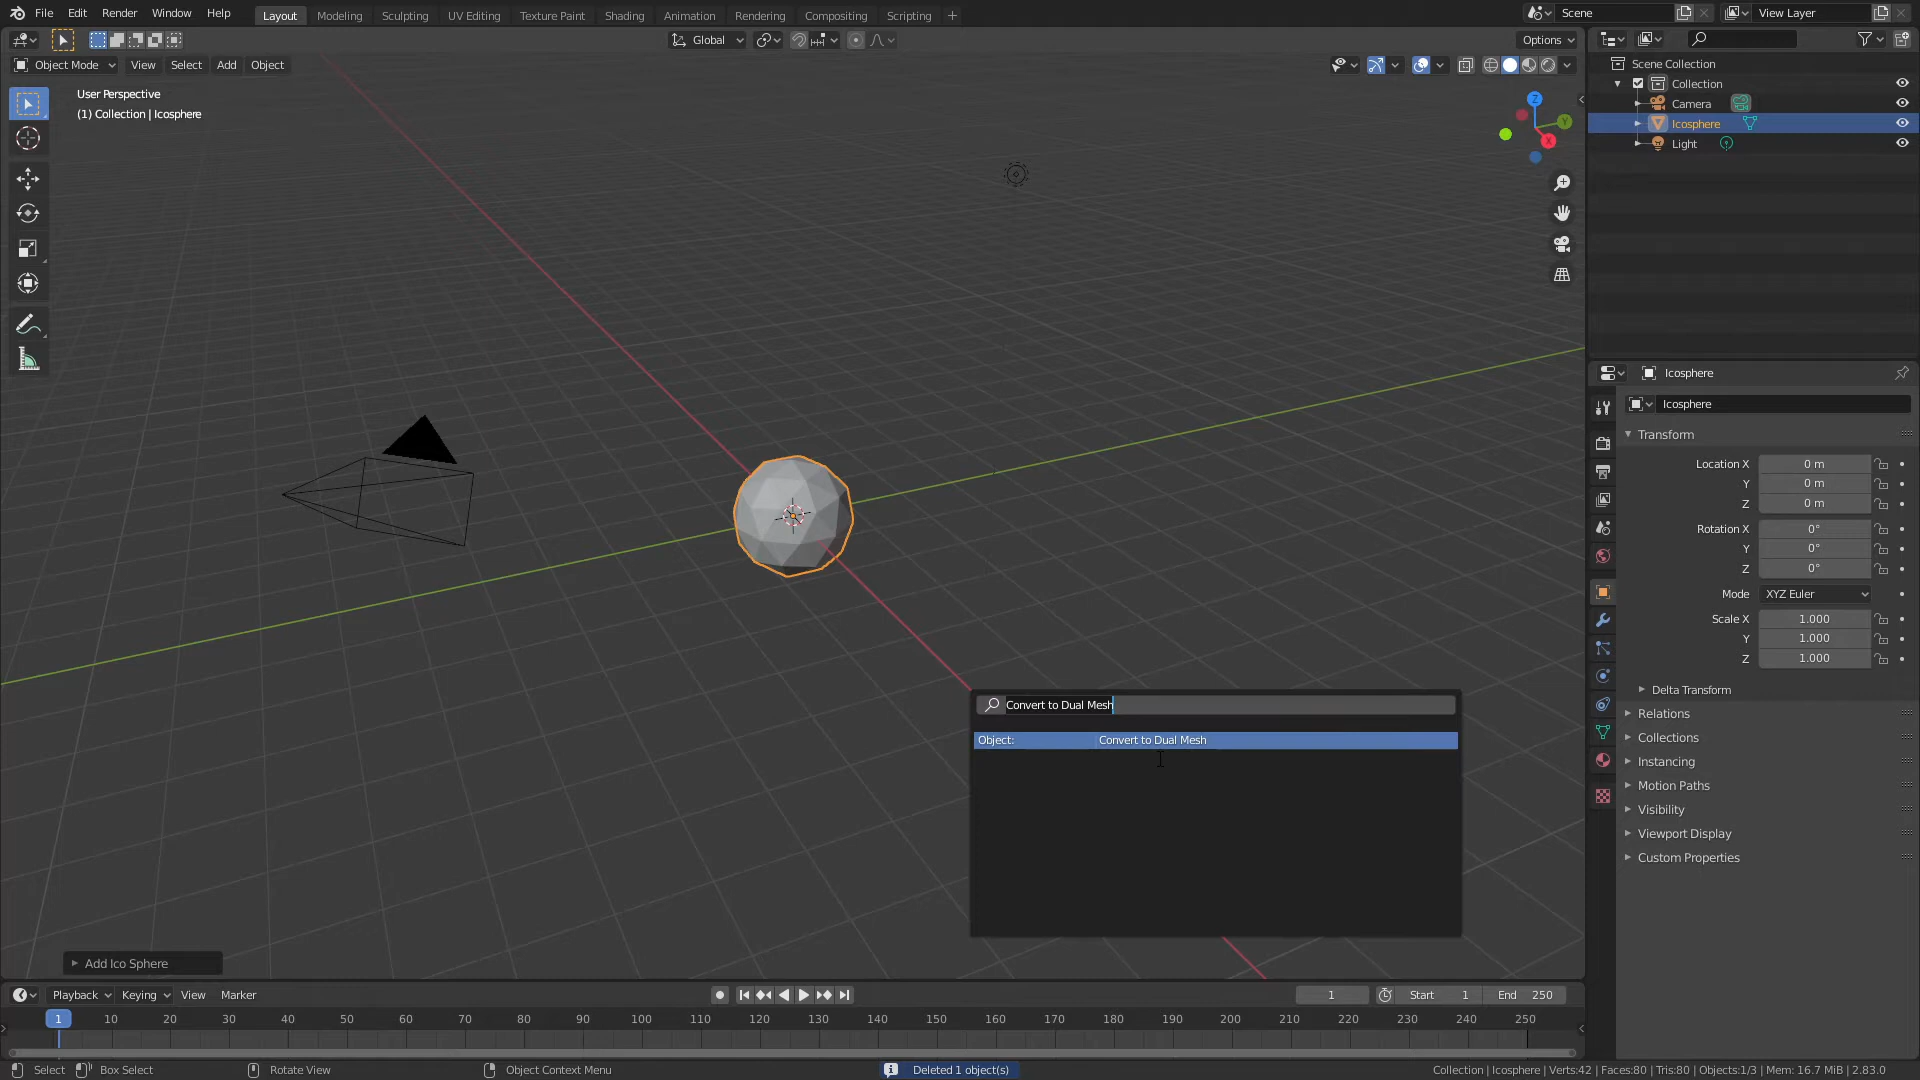 File Edit Render Window Help Layout Modeling Sculpting UV Editing Texture Paint Shading Animation Rendering Compositing Scripting + Scene View Layer
Global Options
Object Mode View Select Add Object
User Perspective
(1) Collection | Icosphere
Z
Y
X
Scene Collection
Collection
Camera
Icosphere
Light
Icosphere
Icosphere
Transform
Location X 0 m
Y 0 m
Z 0 m
Rotation X 0°
Y 0°
Z 0°
Mode XYZ Euler
Scale X 1.000
Y 1.000
Z 1.000
Delta Transform
Relations
Collections
Instancing
Motion Paths
Visibility
Viewport Display
Custom Properties
Convert to Dual Mesh
Object: Convert to Dual Mesh
Add Ico Sphere
Playback Keying View Marker 1 Start 1 End 250
1 10 20 30 40 50 60 70 80 90 100 110 120 130 140 150 160 170 180 190 200 210 220 230 240 250
Select Box Select Rotate View Object Context Menu Deleted 1 object(s) Collection | Icosphere | Verts:42 | Faces:80 | Tris:80 | Objects:1/3 | Mem: 16.7 MiB | 2.83.0